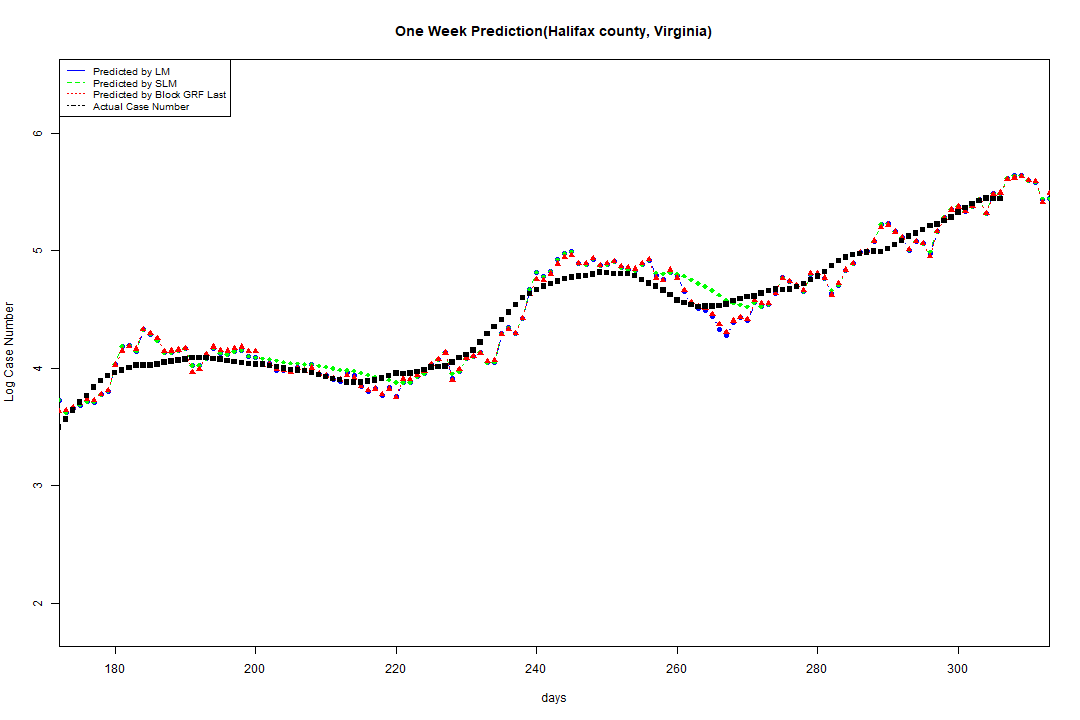 One Week Prediction(Halifax county, Virginia)
Predicted by LM
Predicted by SLM
Predicted by Block GRF Last
Actual Case Number
6
5
4
3
2
Log Case Number
180 200 220 240 260 280 300
days